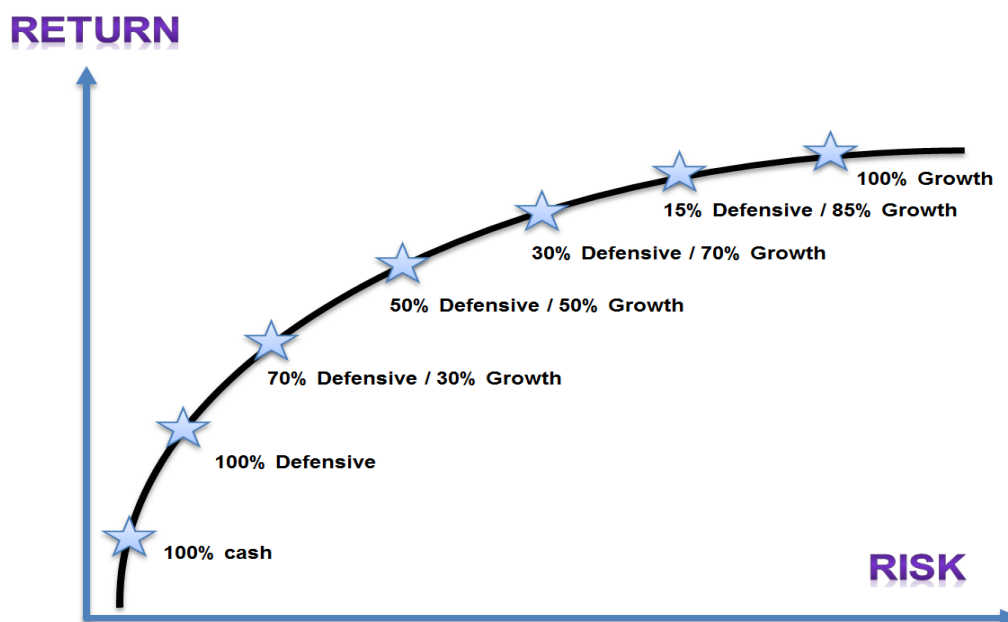 RETURN
100% Growth
15% Defensive / 85% Growth
30% Defensive / 70% Growth
50% Defensive / 50% Growth
70% Defensive / 30% Growth
100% Defensive
100% cash
RISK